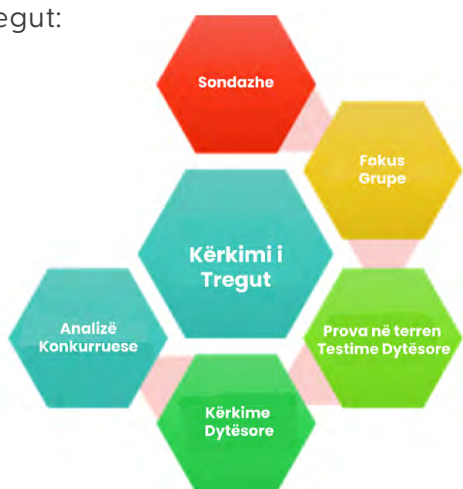 egut:
Sondazhe
Fokus
Grupe
Kërkimi i
Tregut
Prova në terren
Testime Dytësore
Analizë
Konkurruese
Kërkime
Dytësore